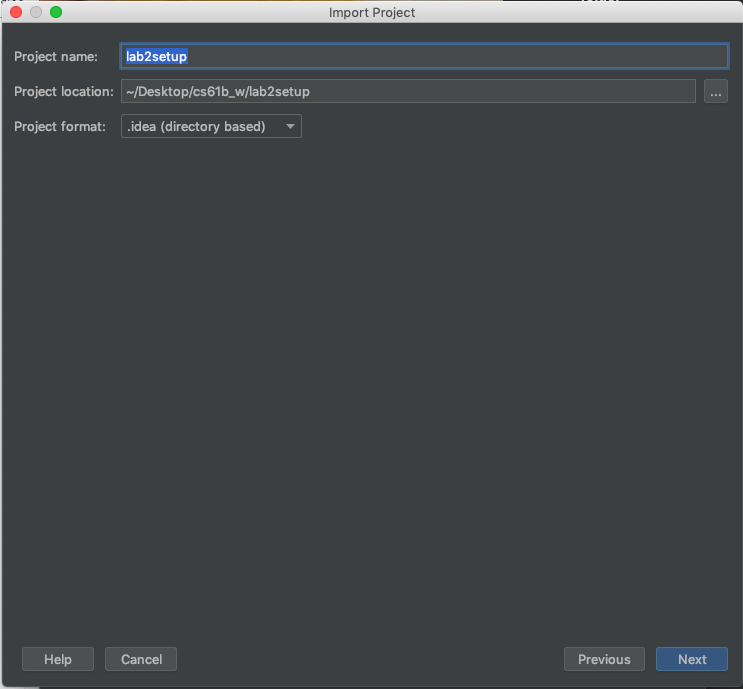 Import Project
Project name: lab2setup
Project location: ~/Desktop/cs61b_w/lab2setup ...
Project format: .idea (directory based)
Help Cancel Previous Next